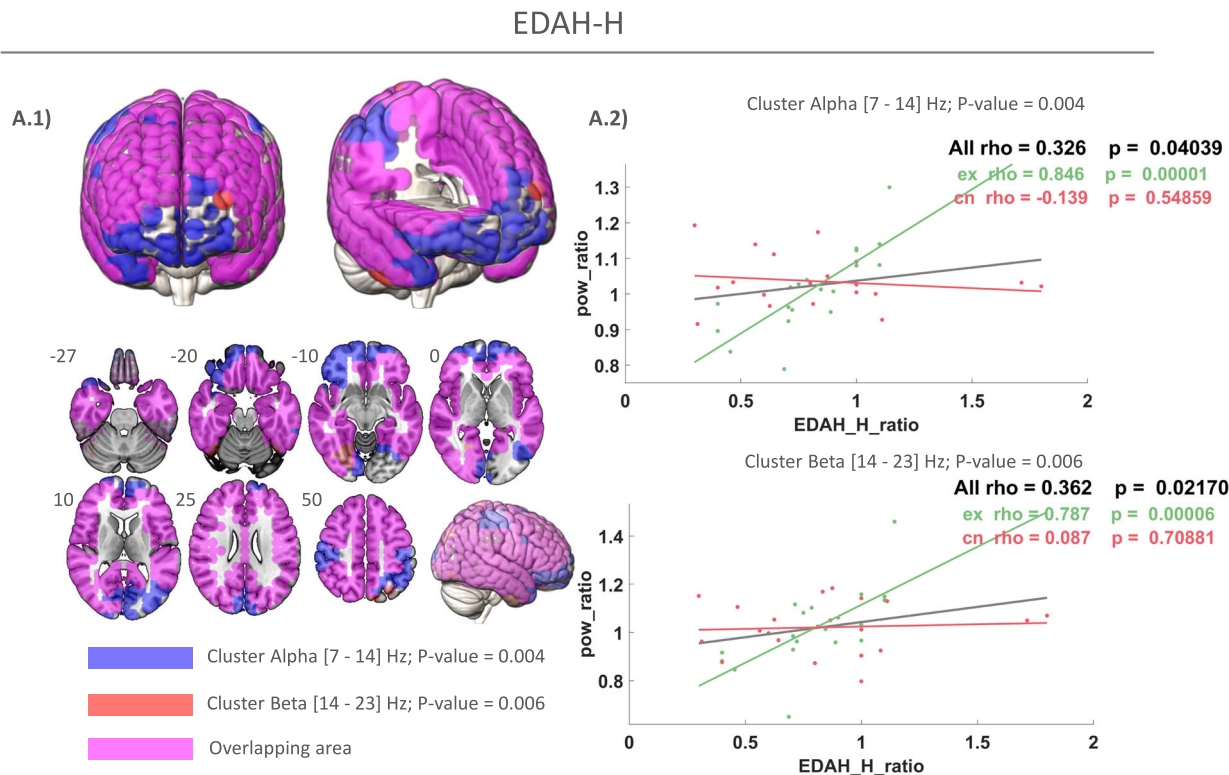 EDAH-H
A.1)
-27
-20
-10
0
10
25
50
Cluster Alpha [7 - 14] Hz; P-value = 0.004
Cluster Beta [14 - 23] Hz; P-value = 0.006
Overlapping area
A.2)
Cluster Alpha [7 - 14] Hz; P-value = 0.004
All rho = 0.326 p = 0.04039
ex rho = 0.846 p = 0.00001
cn rho = -0.139 p = 0.54859
pow_ratio
1.3
1.2
1.1
1
0.9
0.8
0 0.5 1 1.5 2
EDAH_H_ratio
Cluster Beta [14 - 23] Hz; P-value = 0.006
All rho = 0.362 p = 0.02170
ex rho = 0.787 p = 0.00006
cn rho = 0.087 p = 0.70881
pow_ratio
1.4
1.2
1
0.8
0 0.5 1 1.5 2
EDAH_H_ratio